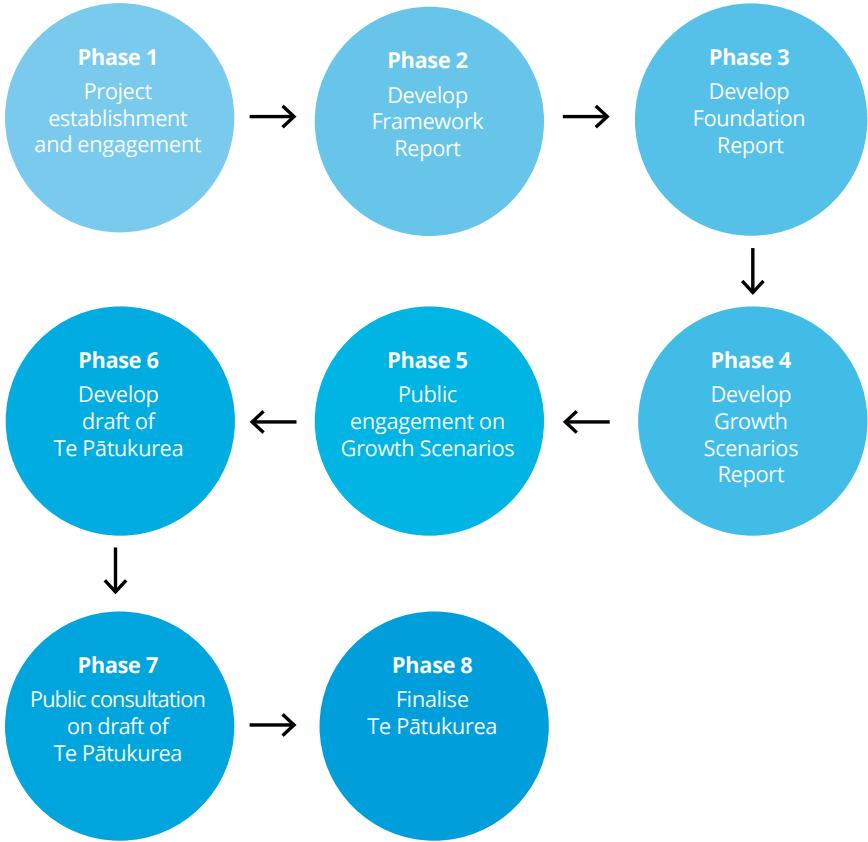 Phase 1
Project
establishment
and engagement
Phase 2
Develop
Framework
Report
Phase 3
Develop
Foundation
Report
Phase 4
Develop
Growth
Scenarios
Report
Phase 5
Public
engagement on
Growth Scenarios
Phase 6
Develop
draft of
Te Pātukurea
Phase 7
Public consultation
on draft of
Te Pātukurea
Phase 8
Finalise
Te Pātukurea